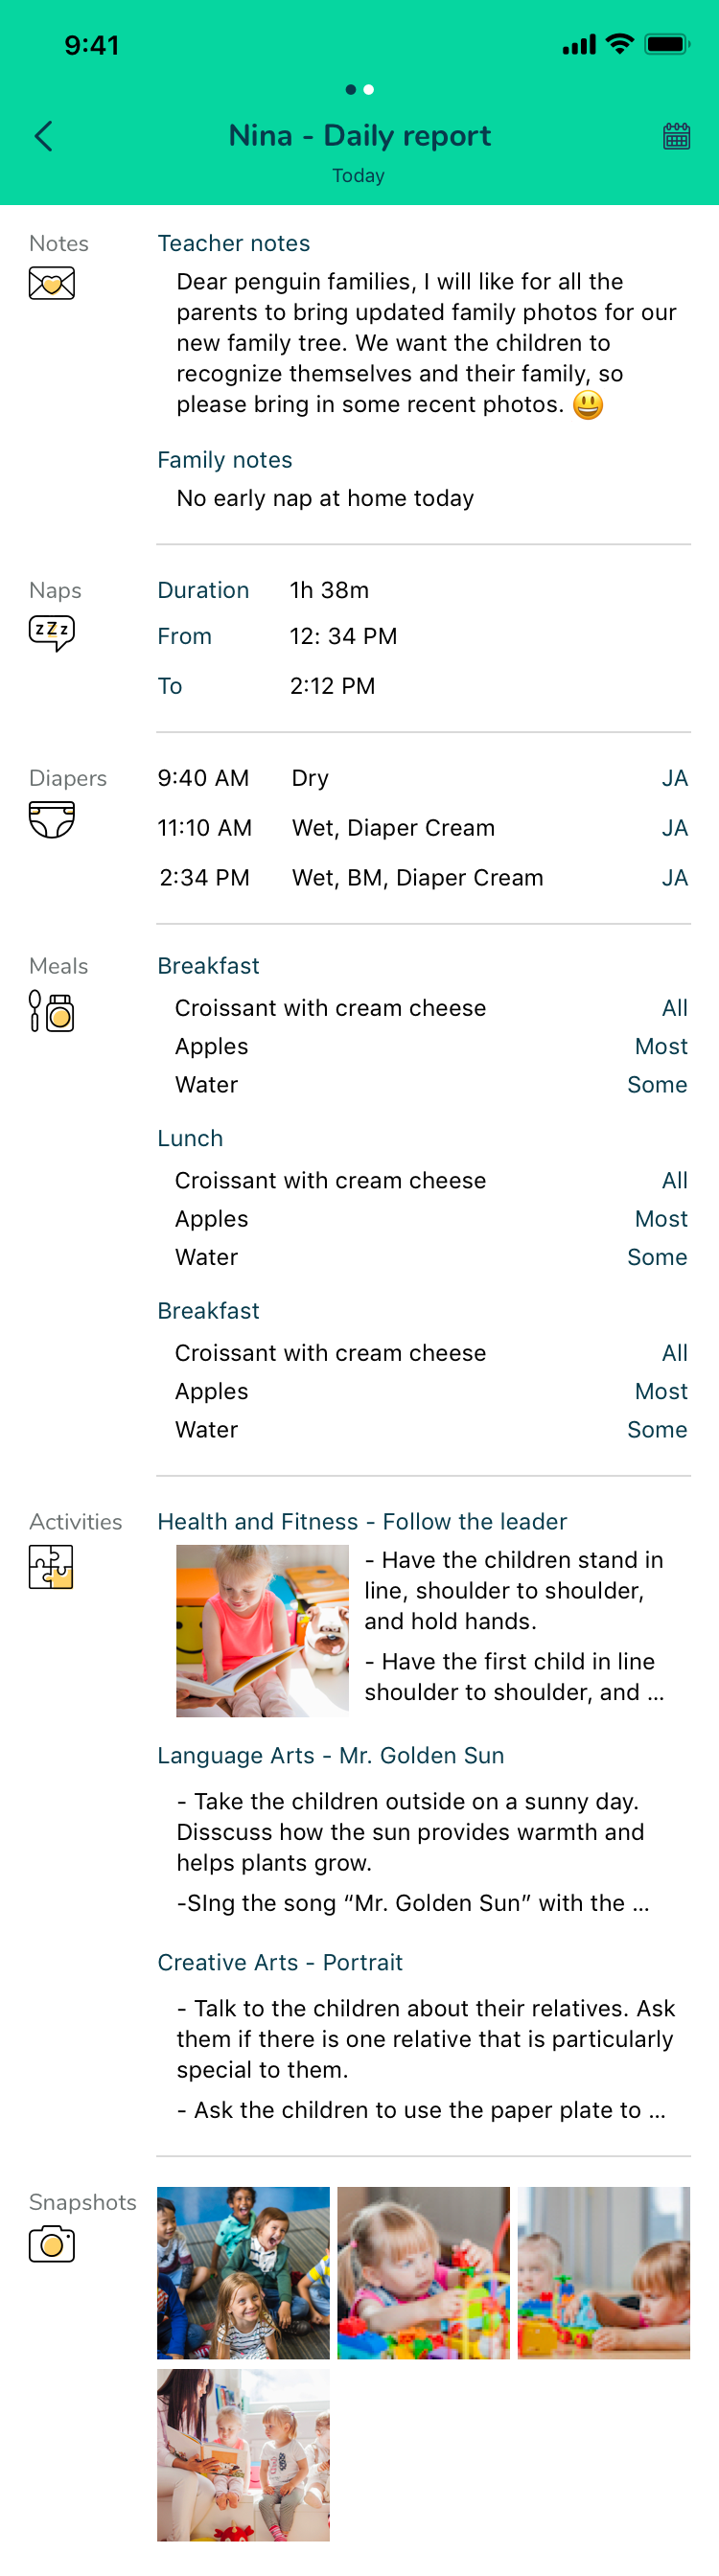 9:41
Nina - Daily report
Today
Notes
Teacher notes
Dear penguin families, I will like for all the
parents to bring updated family photos for our
new family tree. We want the children to
recognize themselves and their family, so
please bring in some recent photos. 😃
Family notes
No early nap at home today
Naps
zZz
Duration 1h 38m
From 12: 34 PM
To 2:12 PM
Diapers
9:40 AM Dry JA
11:10 AM Wet, Diaper Cream JA
2:34 PM Wet, BM, Diaper Cream JA
Meals
Breakfast
Croissant with cream cheese All
Apples Most
Water Some
Lunch
Croissant with cream cheese All
Apples Most
Water Some
Breakfast
Croissant with cream cheese All
Apples Most
Water Some
Activities
Health and Fitness - Follow the leader
- Have the children stand in
line, shoulder to shoulder,
and hold hands.
- Have the first child in line
shoulder to shoulder, and ...
Language Arts - Mr. Golden Sun
- Take the children outside on a sunny day.
Disscuss how the sun provides warmth and
helps plants grow.
-SIng the song “Mr. Golden Sun” with the ...
Creative Arts - Portrait
- Talk to the children about their relatives. Ask
them if there is one relative that is particularly
special to them.
- Ask the children to use the paper plate to ...
Snapshots